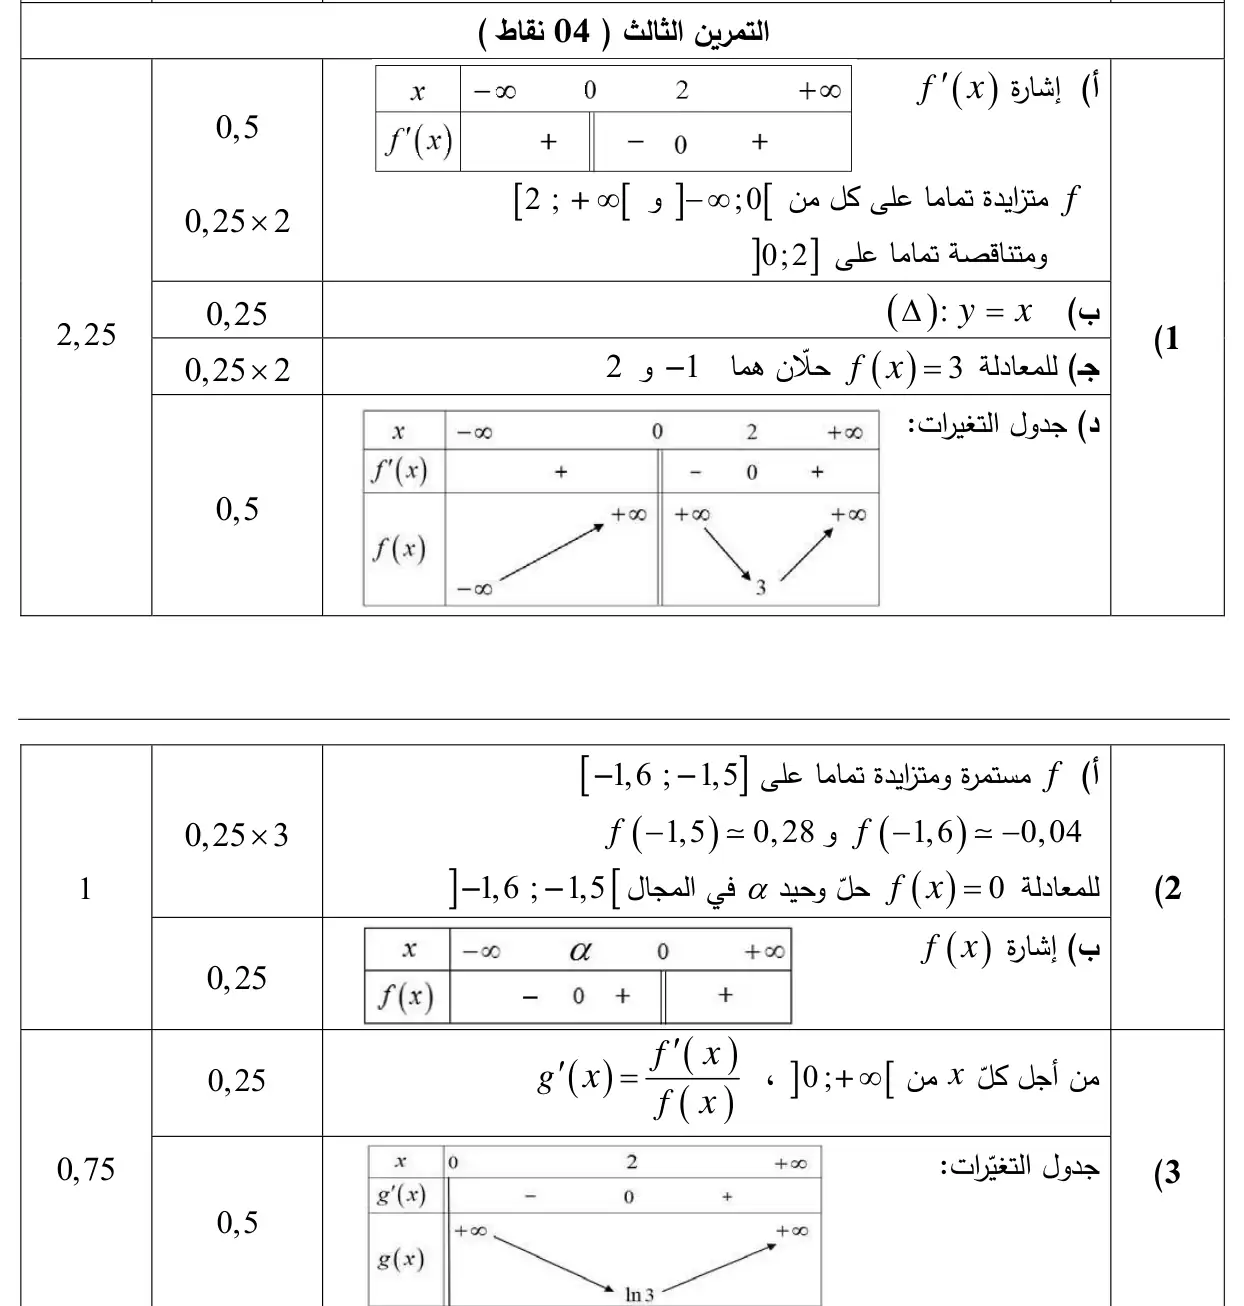 التمرين الثالث ( 04 نقاط )
1)
أ) إشارة f'(x)
x −∞ 0 2 +∞
f'(x) + − 0 +
0,5
f متزايدة تماما على كل من ]−∞;0[ و [2 ; +∞[
0,25×2
ومتناقصة تماما على ]0;2]
ب) (Δ): y = x
0,25
2,25
ج) للمعادلة f(x)=3 حلّان هما −1 و 2
0,25×2
د) جدول التغيرات:
x −∞ 0 2 +∞
f'(x) + − 0 +
f(x) −∞ +∞ +∞ 3 +∞
0,5
2)
أ) f مستمرة ومتزايدة تماما على [−1,6 ; −1,5]
f(−1,6) ≃ −0,04 و f(−1,5) ≃ 0,28
0,25×3
للمعادلة f(x)=0 حلّ وحيد α في المجال ]−1,6 ; −1,5[
1
ب) إشارة f(x)
x −∞ α 0 +∞
f(x) − 0 + +
0,25
3)
من أجل كلّ x من ]0;+∞[ ، g'(x)=f'(x)/f(x)
0,25
0,75
جدول التغيّرات:
x 0 2 +∞
g'(x) − 0 +
g(x) +∞ ln3 +∞
0,5